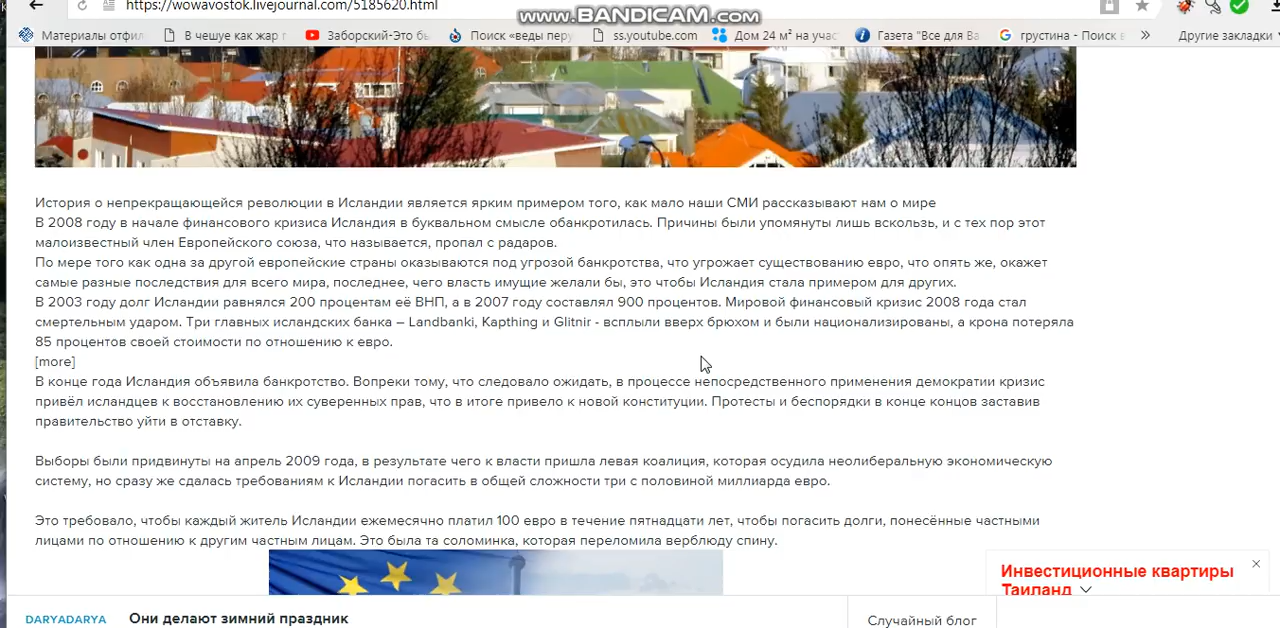 https://wowavostok.livejournal.com/5185620.html
www.BANDICAM.com
Материалы отфил
В чешуе как жар г
Заборский-Это бы
Поиск «веды перу
ss.youtube.com
Дом 24 м² на учас
Газета "Все для Ва
грустина - Поиск в
»
Другие закладки
История о непрекращающейся революции в Исландии является ярким примером того, как мало наши СМИ рассказывают нам о мире
В 2008 году в начале финансового кризиса Исландия в буквальном смысле обанкротилась. Причины были упомянуты лишь вскользь, и с тех пор этот
малоизвестный член Европейского союза, что называется, пропал с радаров.
По мере того как одна за другой европейские страны оказываются под угрозой банкротства, что угрожает существованию евро, что опять же, окажет
самые разные последствия для всего мира, последнее, чего власть имущие желали бы, это чтобы Исландия стала примером для других.
В 2003 году долг Исландии равнялся 200 процентам её ВНП, а в 2007 году составлял 900 процентов. Мировой финансовый кризис 2008 года стал
смертельным ударом. Три главных исландских банка – Landbanki, Kapthing и Glitnir - всплыли вверх брюхом и были национализированы, а крона потеряла
85 процентов своей стоимости по отношению к евро.
[more]
В конце года Исландия объявила банкротство. Вопреки тому, что следовало ожидать, в процессе непосредственного применения демократии кризис
привёл исландцев к восстановлению их суверенных прав, что в итоге привело к новой конституции. Протесты и беспорядки в конце концов заставив
правительство уйти в отставку.
Выборы были придвинуты на апрель 2009 года, в результате чего к власти пришла левая коалиция, которая осудила неолиберальную экономическую
систему, но сразу же сдалась требованиям к Исландии погасить в общей сложности три с половиной миллиарда евро.
Это требовало, чтобы каждый житель Исландии ежемесячно платил 100 евро в течение пятнадцати лет, чтобы погасить долги, понесённые частными
лицами по отношению к другим частным лицам. Это была та соломинка, которая переломила верблюду спину.
Инвестиционные квартиры
Таиланд
DARYADARYA
Они делают зимний праздник
Случайный блог